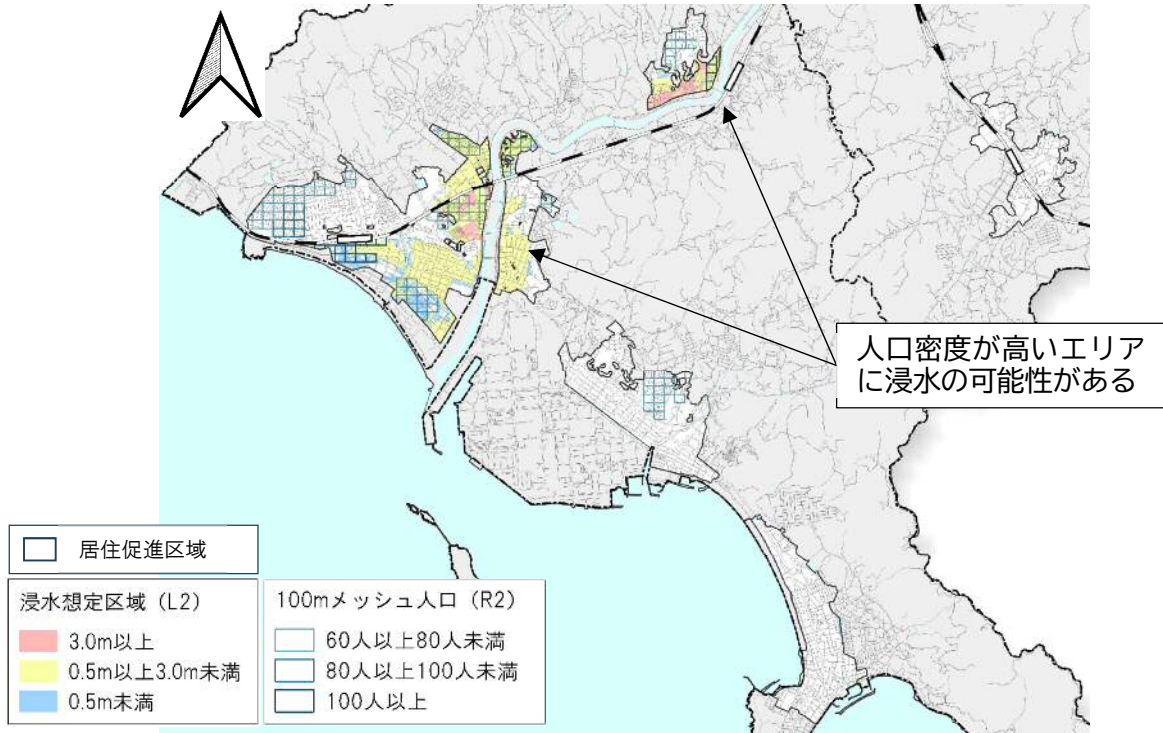 人口密度が高いエリア
に浸水の可能性がある
居住促進区域
浸水想定区域（L2）
3.0m以上
0.5m以上3.0m未満
0.5m未満
100mメッシュ人口（R2）
60人以上80人未満
80人以上100人未満
100人以上